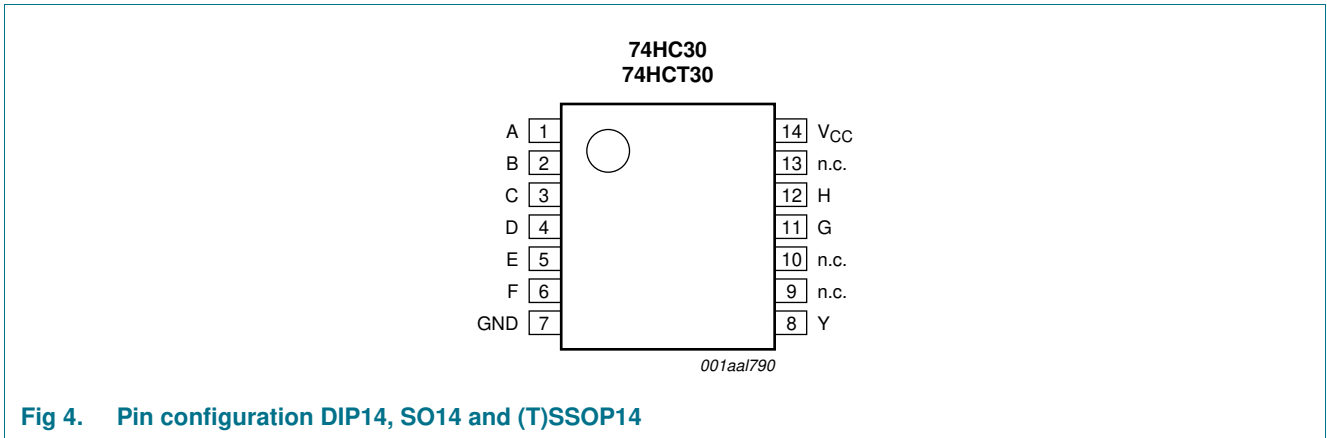 74HC30
74HCT30
A 1
B 2
C 3
D 4
E 5
F 6
GND 7
14 VCC
13 n.c.
12 H
11 G
10 n.c.
9 n.c.
8 Y
001aal790
Fig 4. Pin configuration DIP14, SO14 and (T)SSOP14